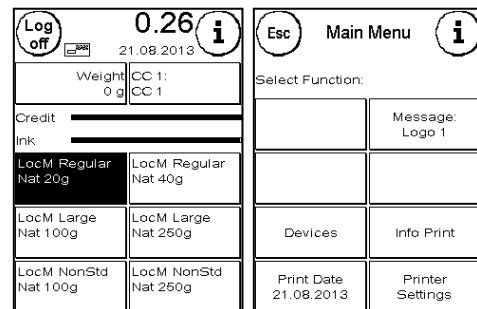 Log
off
0.26
i
21.08.2013
Weight
0 g
CC 1:
CC 1
Credit
Ink
LocM Regular
Nat 20g
LocM Regular
Nat 40g
LocM Large
Nat 100g
LocM Large
Nat 250g
LocM NonStd
Nat 100g
LocM NonStd
Nat 250g
Esc
Main Menu
i
Select Function:
Message:
Logo 1
Devices
Info Print
Print Date
21.08.2013
Printer
Settings